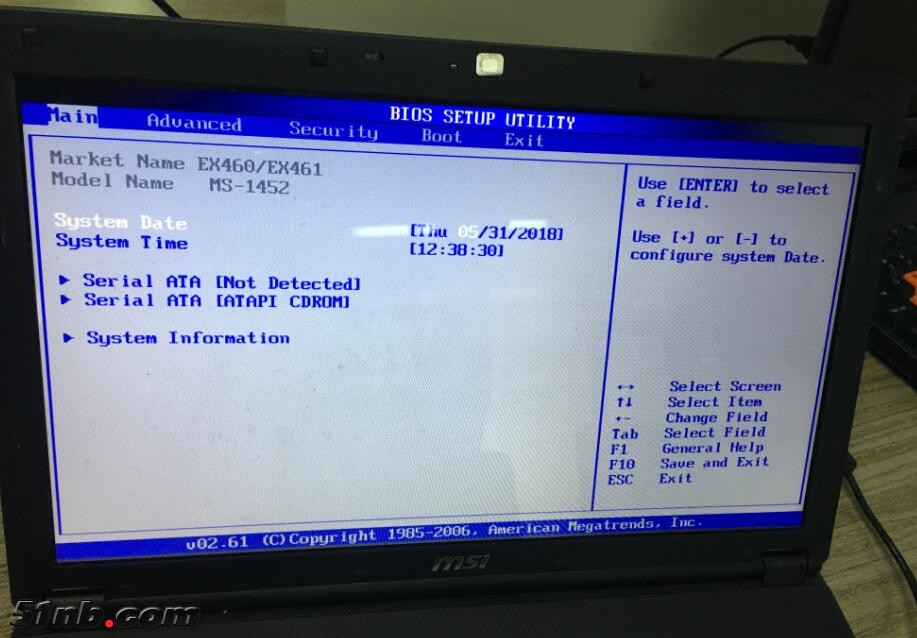 BIOS SETUP UTILITY
Main Advanced Security Boot Exit
Market Name EX460/EX461
Model Name MS-1452
System Date [Thu 05/31/2018]
System Time [12:38:30]
Serial ATA [Not Detected]
Serial ATA [ATAPI CDROM]
System Information
Use [ENTER] to select
a field.
Use [+] or [-] to
configure system Date.
↔ Select Screen
↑↓ Select Item
+- Change Field
Tab Select Field
F1 General Help
F10 Save and Exit
ESC Exit
v02.61 (C)Copyright 1985-2006, American Megatrends, Inc.
msi
51nb.com